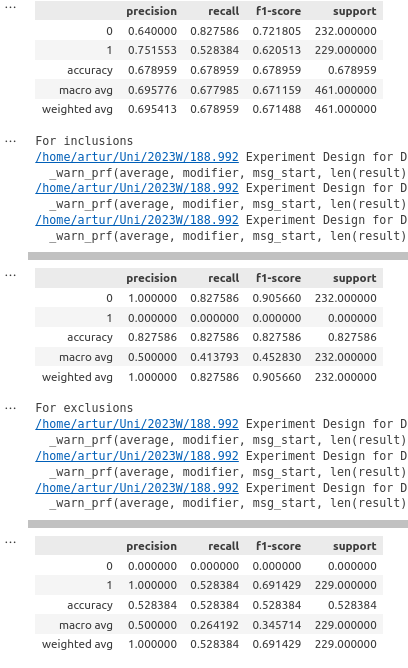 ...
precision recall f1-score support
0 0.640000 0.827586 0.721805 232.000000
1 0.751553 0.528384 0.620513 229.000000
accuracy 0.678959 0.678959 0.678959 0.678959
macro avg 0.695776 0.677985 0.671159 461.000000
weighted avg 0.695413 0.678959 0.671488 461.000000
... For inclusions
/home/artur/Uni/2023W/188.992 Experiment Design for D
_warn_prf(average, modifier, msg_start, len(result)
/home/artur/Uni/2023W/188.992 Experiment Design for D
_warn_prf(average, modifier, msg_start, len(result)
/home/artur/Uni/2023W/188.992 Experiment Design for D
_warn_prf(average, modifier, msg_start, len(result)
...
precision recall f1-score support
0 1.000000 0.827586 0.905660 232.000000
1 0.000000 0.000000 0.000000 0.000000
accuracy 0.827586 0.827586 0.827586 0.827586
macro avg 0.500000 0.413793 0.452830 232.000000
weighted avg 1.000000 0.827586 0.905660 232.000000
... For exclusions
/home/artur/Uni/2023W/188.992 Experiment Design for D
_warn_prf(average, modifier, msg_start, len(result)
/home/artur/Uni/2023W/188.992 Experiment Design for D
_warn_prf(average, modifier, msg_start, len(result)
/home/artur/Uni/2023W/188.992 Experiment Design for D
_warn_prf(average, modifier, msg_start, len(result)
...
precision recall f1-score support
0 0.000000 0.000000 0.000000 0.000000
1 1.000000 0.528384 0.691429 229.000000
accuracy 0.528384 0.528384 0.528384 0.528384
macro avg 0.500000 0.264192 0.345714 229.000000
weighted avg 1.000000 0.528384 0.691429 229.000000